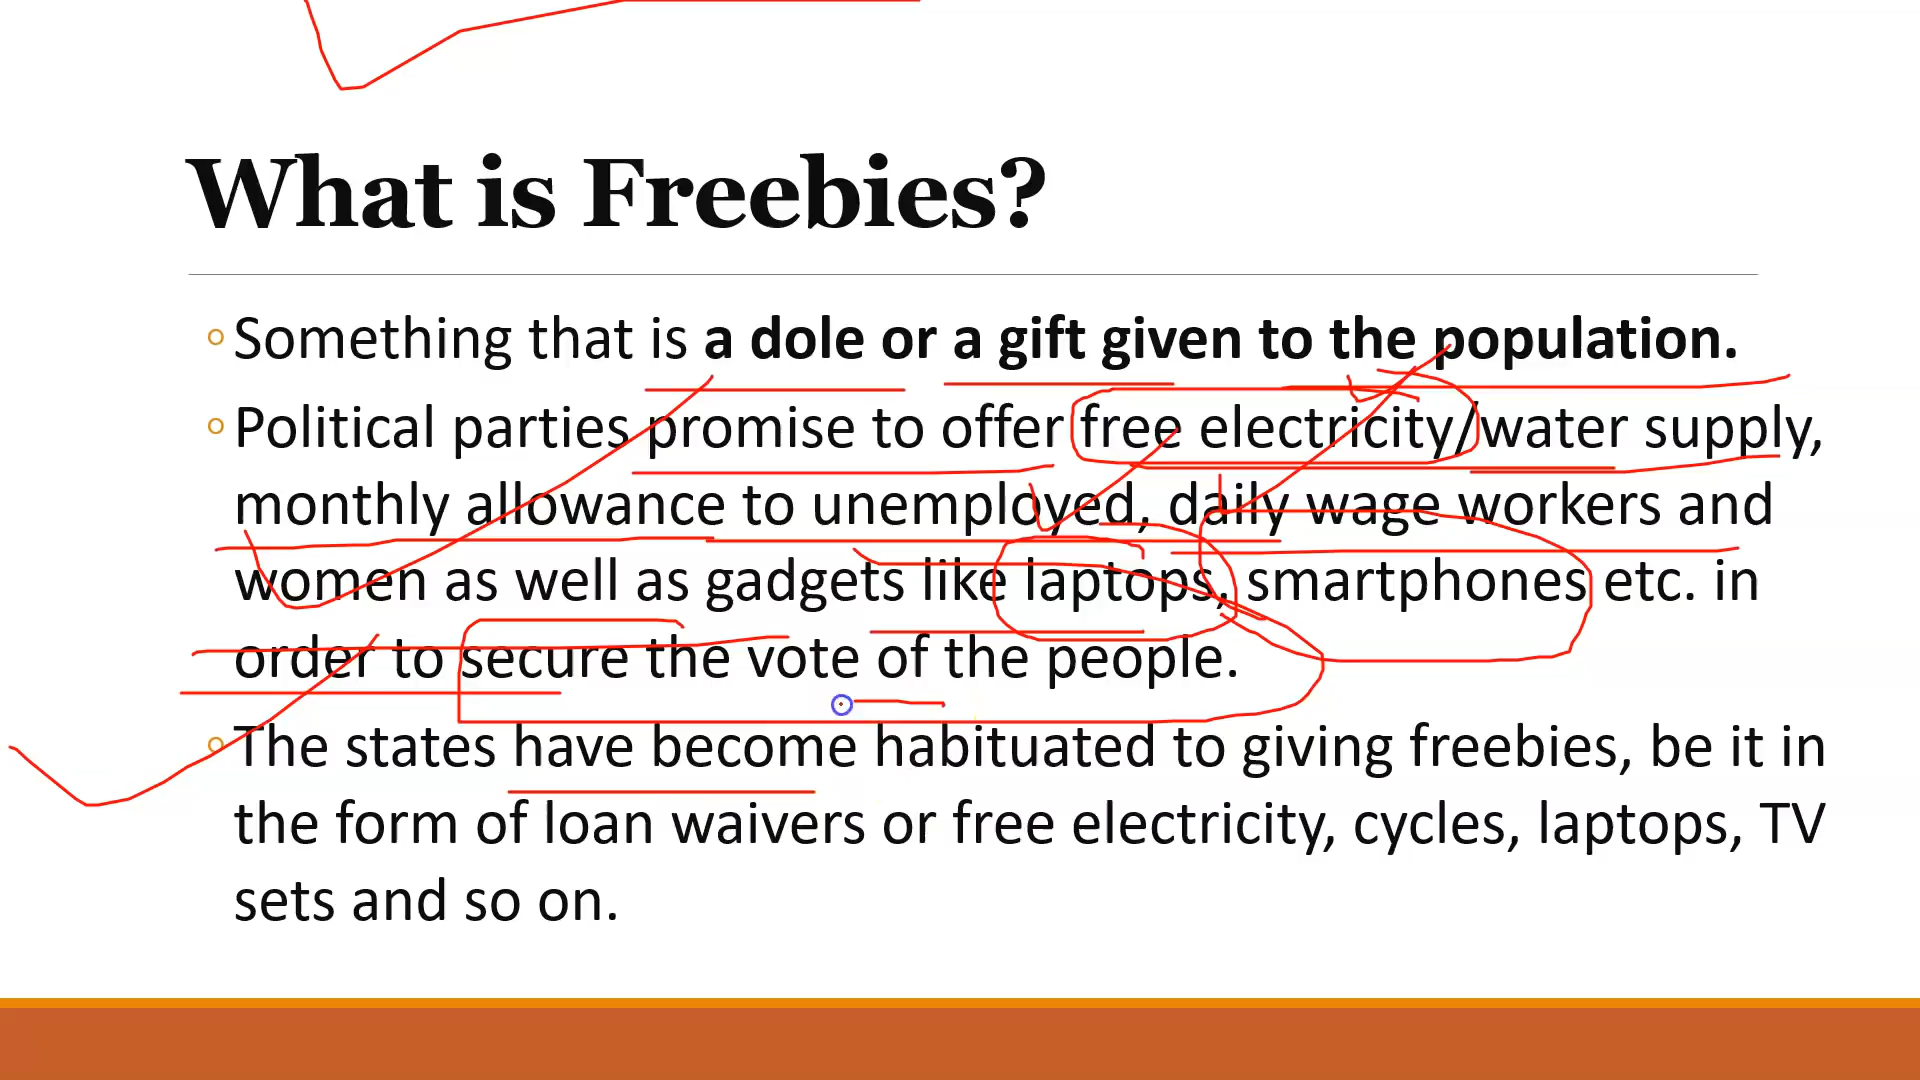 What is Freebies?
Something that is a dole or a gift given to the population.
Political parties promise to offer free electricity/water supply,
monthly allowance to unemployed, daily wage workers and
women as well as gadgets like laptops, smartphones etc. in
order to secure the vote of the people.
The states have become habituated to giving freebies, be it in
the form of loan waivers or free electricity, cycles, laptops, TV
sets and so on.